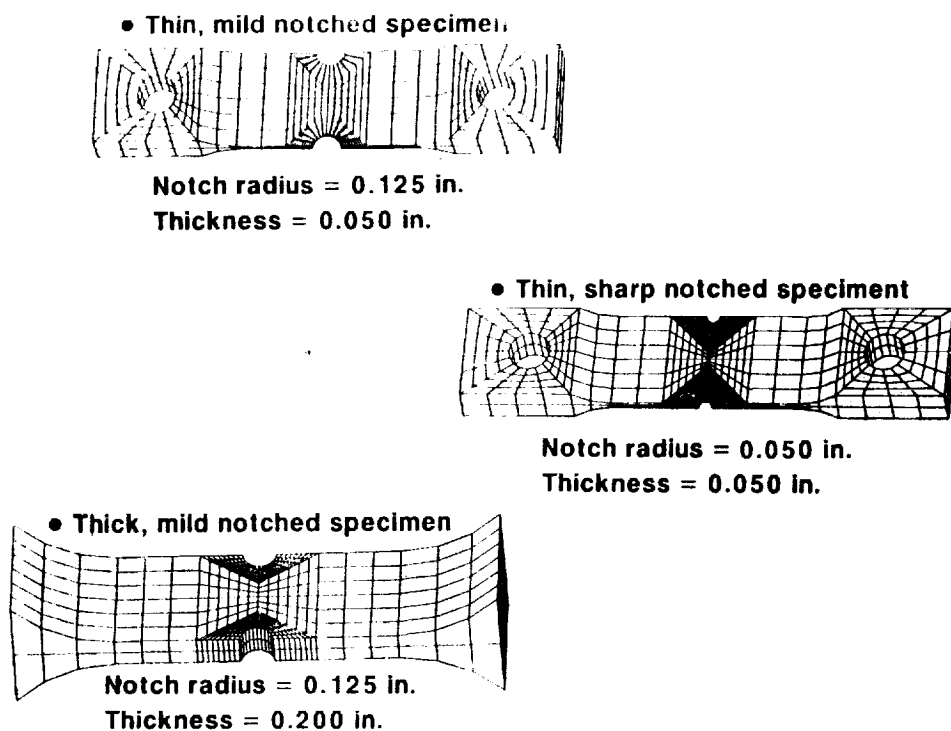 • Thin, mild notched specimen
Notch radius = 0.125 in.
Thickness = 0.050 in.
• Thin, sharp notched speciment
Notch radius = 0.050 in.
Thickness = 0.050 in.
• Thick, mild notched specimen
Notch radius = 0.125 in.
Thickness = 0.200 in.